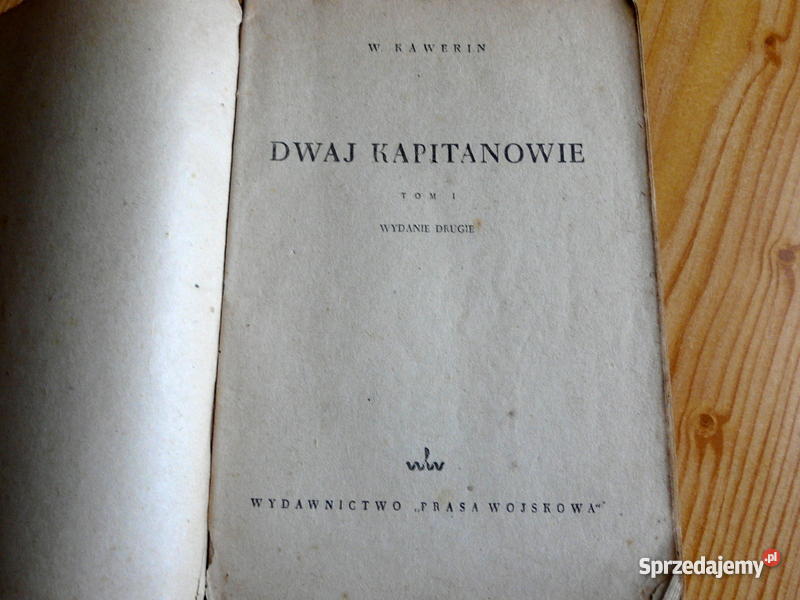 W. KAWERIN
DWAJ KAPITANOWIE
TOM I
WYDANIE DRUGIE
WYDAWNICTWO „PRASA WOJSKOWA"
Sprzedajemy.pl